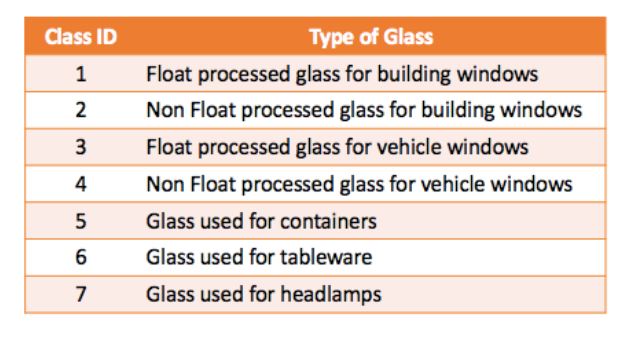 Class ID Type of Glass
1 Float processed glass for building windows
2 Non Float processed glass for building windows
3 Float processed glass for vehicle windows
4 Non Float processed glass for vehicle windows
5 Glass used for containers
6 Glass used for tableware
7 Glass used for headlamps